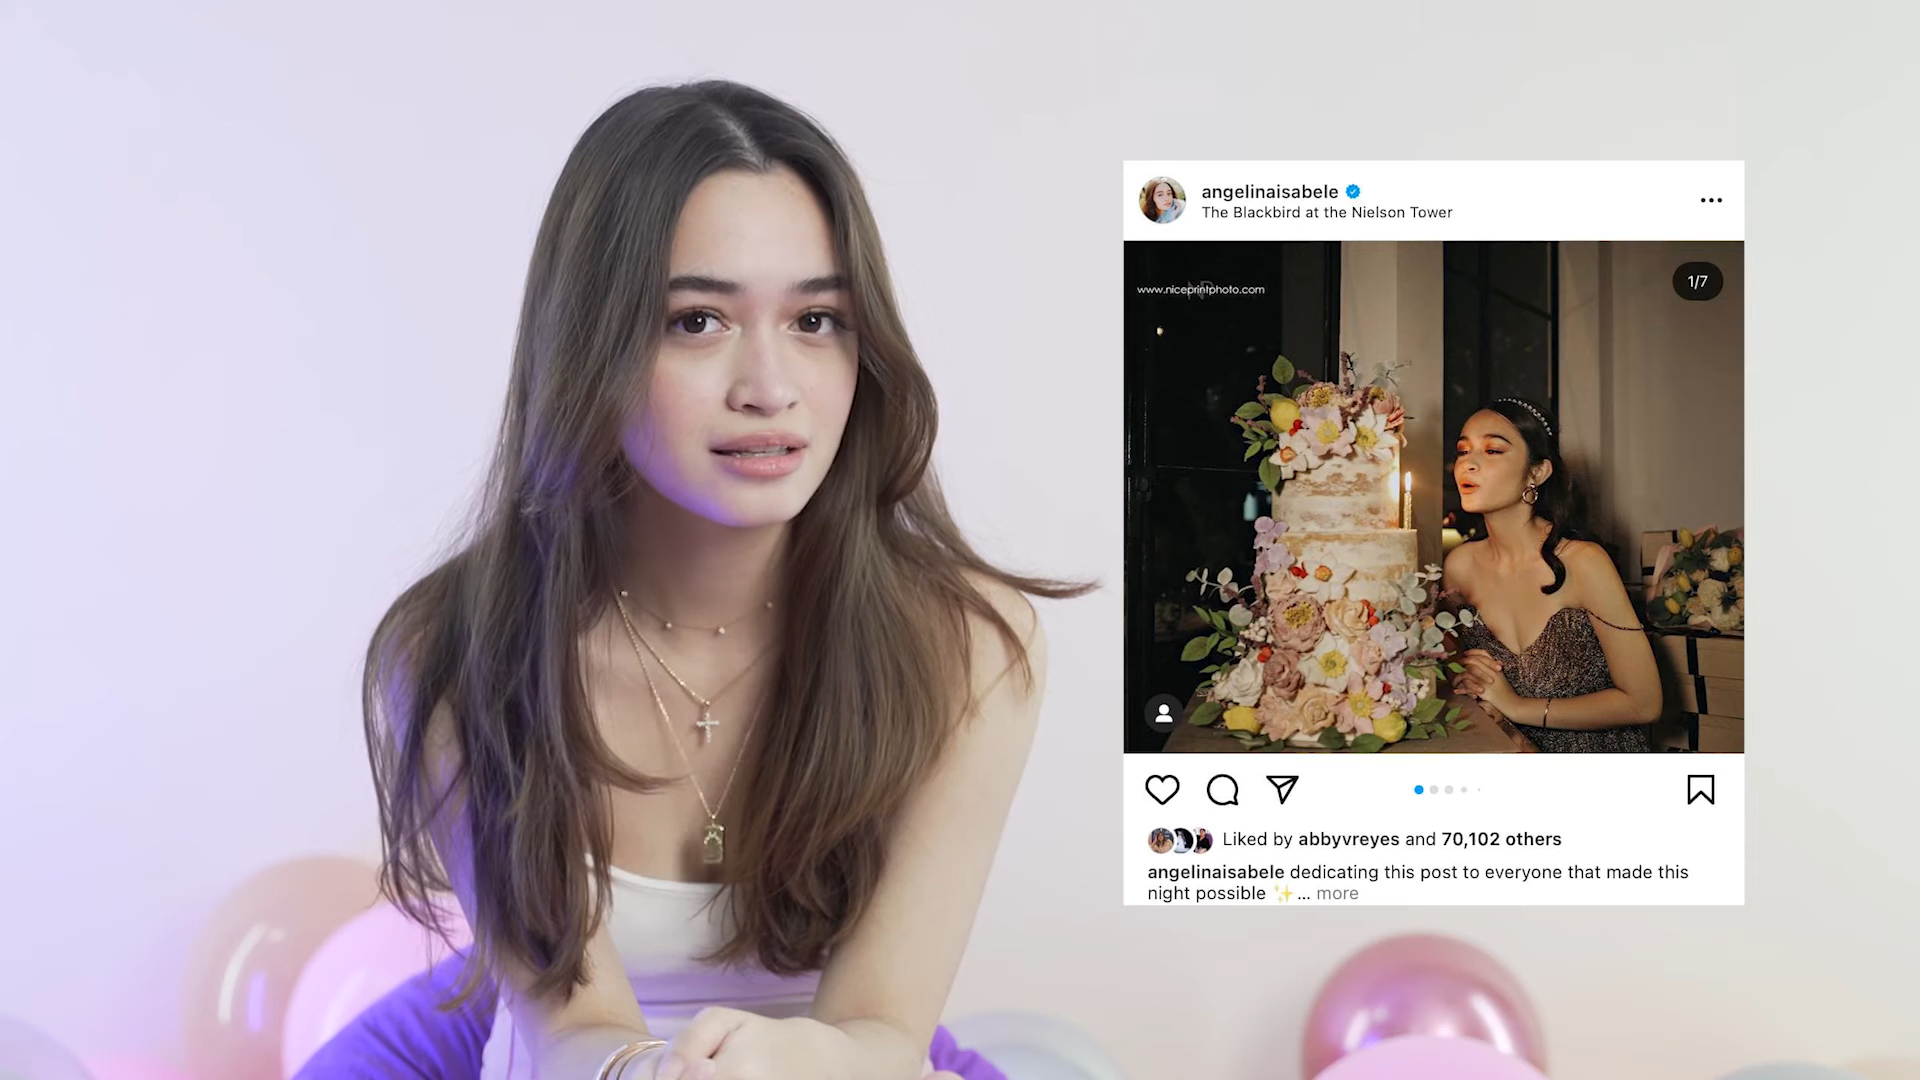 angelinaisabele
The Blackbird at the Nielson Tower
www.niceprintphoto.com
1/7
Liked by abbyvreyes and 70,102 others
angelinaisabele dedicating this post to everyone that made this
night possible ✨... more